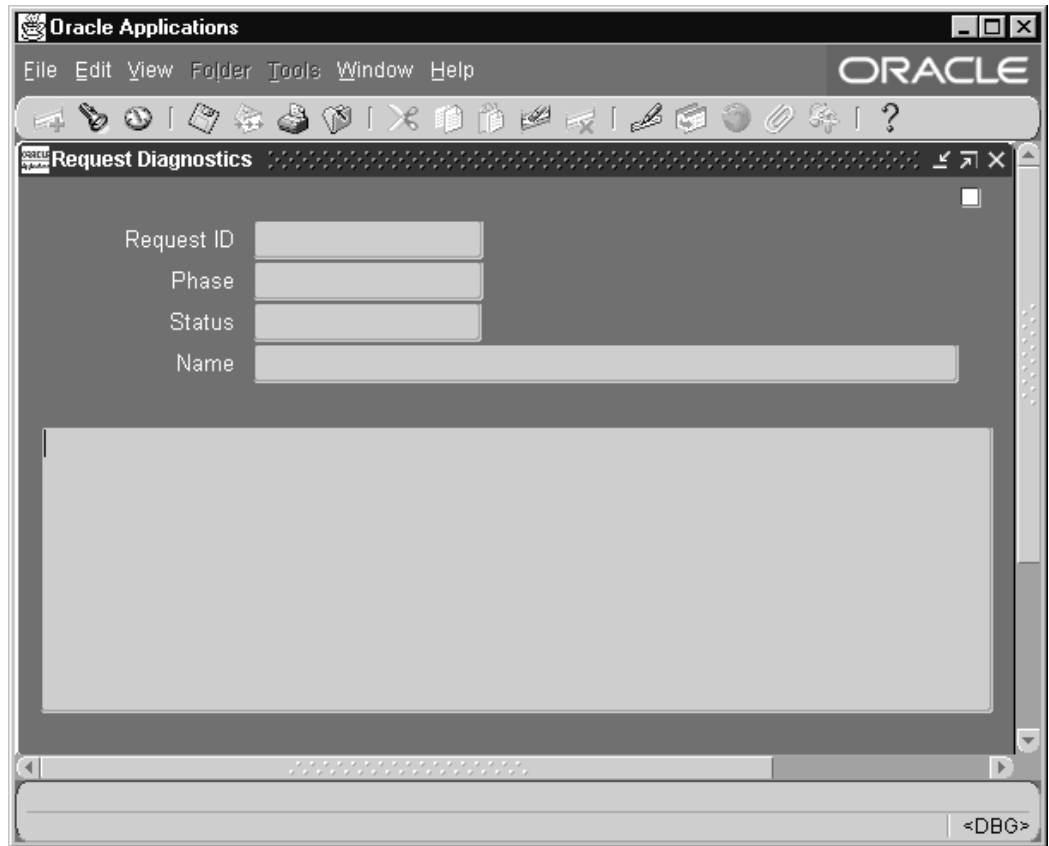 Oracle Applications
File Edit View Folder Tools Window Help
ORACLE
?
Request Diagnostics
Request ID
Phase
Status
Name
<DBG>